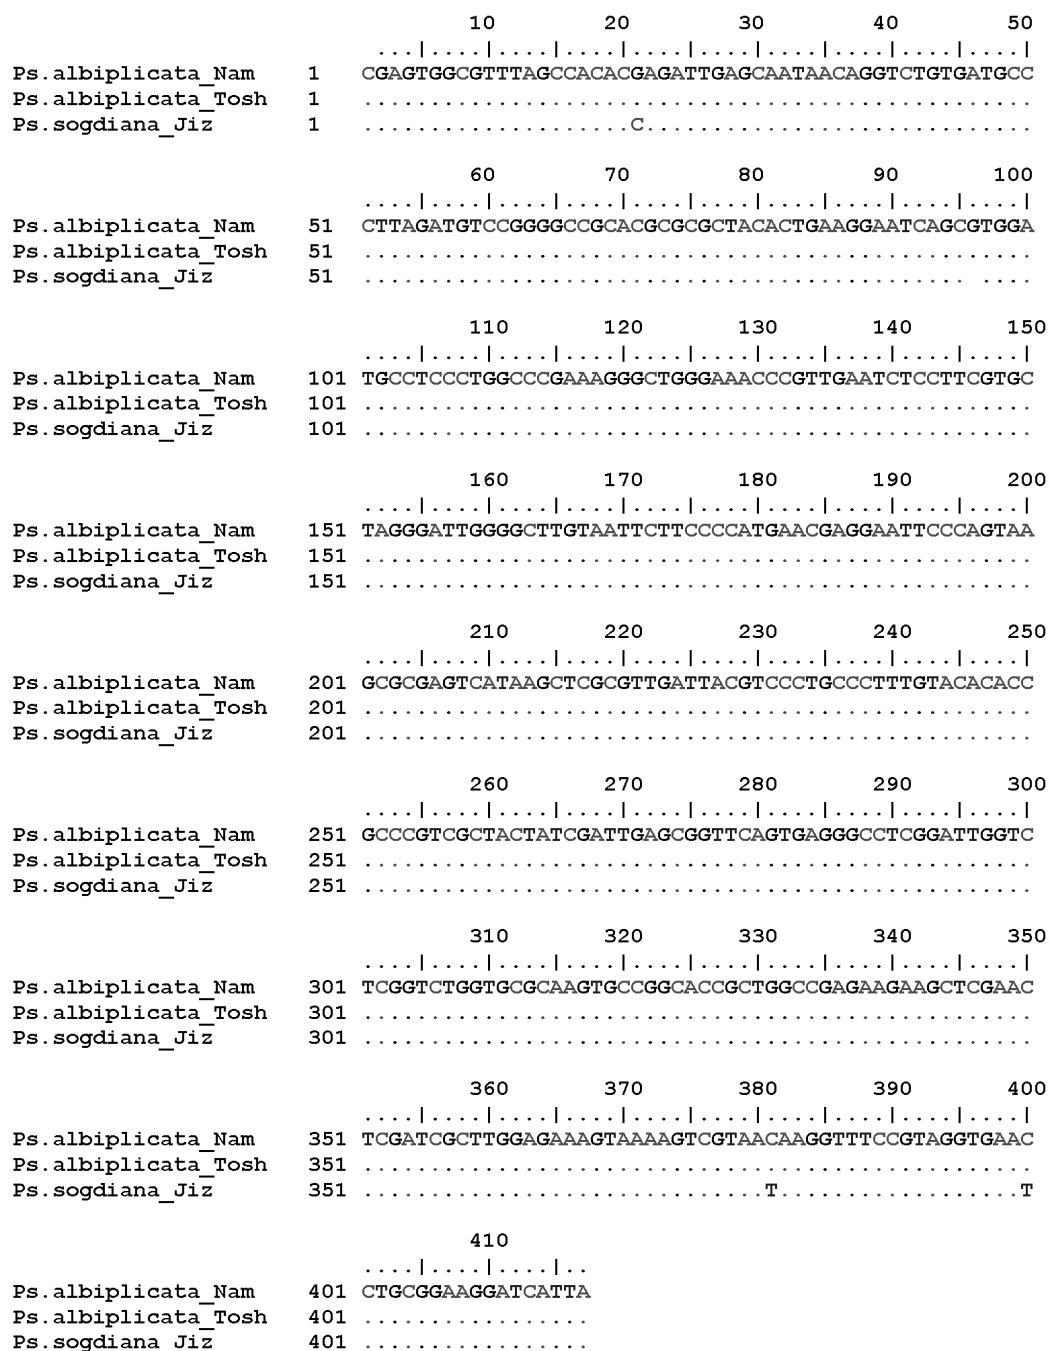 10 20 30 40 50
...|....|....|....|....|....|....|....|....|....|
Ps.albiplicata_Nam 1 CGAGTGGCGTTTAGCCACACGAGATTGAGCAATAACAGGTCTGTGATGCC
Ps.albiplicata_Tosh 1 ..................................................
Ps.sogdiana_Jiz 1 ....................C.............................
60 70 80 90 100
....|....|....|....|....|....|....|....|....|....|
Ps.albiplicata_Nam 51 CTTAGATGTCCGGGGCCGCACGCGCGCTACACTGAAGGAATCAGCGTGGA
Ps.albiplicata_Tosh 51 ..................................................
Ps.sogdiana_Jiz 51 ............................................. ....
110 120 130 140 150
....|....|....|....|....|....|....|....|....|....|
Ps.albiplicata_Nam 101 TGCCTCCCTGGCCCGAAAGGGCTGGGAAACCCGTTGAATCTCCTTCGTGC
Ps.albiplicata_Tosh 101 ..................................................
Ps.sogdiana_Jiz 101 ..................................................
160 170 180 190 200
....|....|....|....|....|....|....|....|....|....|
Ps.albiplicata_Nam 151 TAGGGATTGGGGCTTGTAATTCTTCCCCATGAACGAGGAATTCCCAGTAA
Ps.albiplicata_Tosh 151 ..................................................
Ps.sogdiana_Jiz 151 ..................................................
210 220 230 240 250
....|....|....|....|....|....|....|....|....|....|
Ps.albiplicata_Nam 201 GCGCGAGTCATAAGCTCGCGTTGATTACGTCCCTGCCCTTTGTACACACC
Ps.albiplicata_Tosh 201 ..................................................
Ps.sogdiana_Jiz 201 ..................................................
260 270 280 290 300
....|....|....|....|....|....|....|....|....|....|
Ps.albiplicata_Nam 251 GCCCGTCGCTACTATCGATTGAGCGGTTCAGTGAGGGCCTCGGATTGGTC
Ps.albiplicata_Tosh 251 ..................................................
Ps.sogdiana_Jiz 251 ..................................................
310 320 330 340 350
....|....|....|....|....|....|....|....|....|....|
Ps.albiplicata_Nam 301 TCGGTCTGGTGCGCAAGTGCCGGCACCGCTGGCCGAGAAGAAGCTCGAAC
Ps.albiplicata_Tosh 301 ..................................................
Ps.sogdiana_Jiz 301 ..................................................
360 370 380 390 400
....|....|....|....|....|....|....|....|....|....|
Ps.albiplicata_Nam 351 TCGATCGCTTGGAGAAAGTAAAAGTCGTAACAAGGTTTCCGTAGGTGAAC
Ps.albiplicata_Tosh 351 ..................................................
Ps.sogdiana_Jiz 351 ..............................T..................T
410
....|....|....|..
Ps.albiplicata_Nam 401 CTGCGGAAGGATCATTA
Ps.albiplicata_Tosh 401 .................
Ps.sogdiana Jiz 401 .................